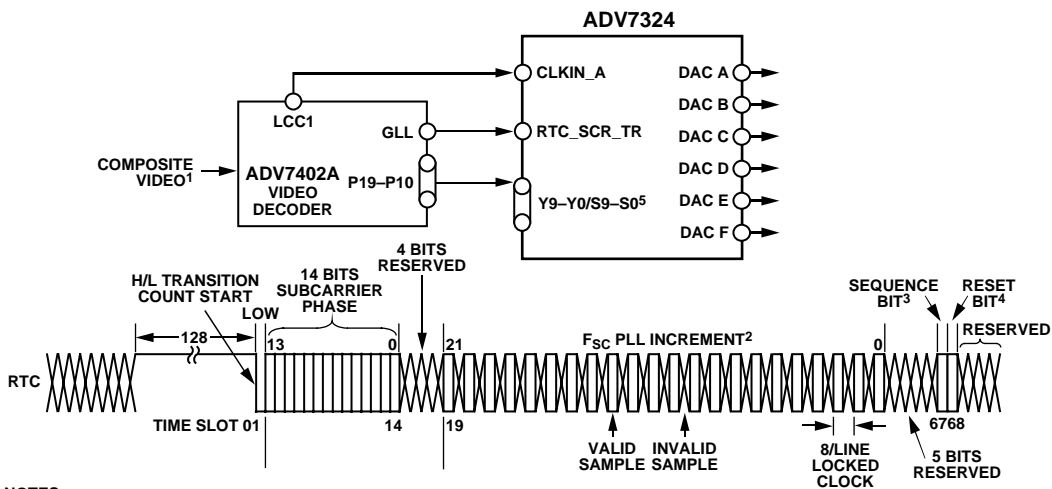 ADV7324
CLKIN_A
DAC A
DAC B
LCC1
GLL
RTC_SCR_TR
DAC C
COMPOSITE
VIDEO1
ADV7402A
VIDEO
DECODER
P19–P10
DAC D
Y9–Y0/S9–S05
DAC E
DAC F
4 BITS
RESERVED
H/L TRANSITION
COUNT START
14 BITS
SUBCARRIER
PHASE
SEQUENCE
BIT3
RESET
BIT4
LOW
RESERVED
128
13
0
21
FSC PLL INCREMENT2
0
RTC
TIME SLOT 01
14
19
6768
VALID
SAMPLE
INVALID
SAMPLE
8/LINE
LOCKED
CLOCK
5 BITS
RESERVED